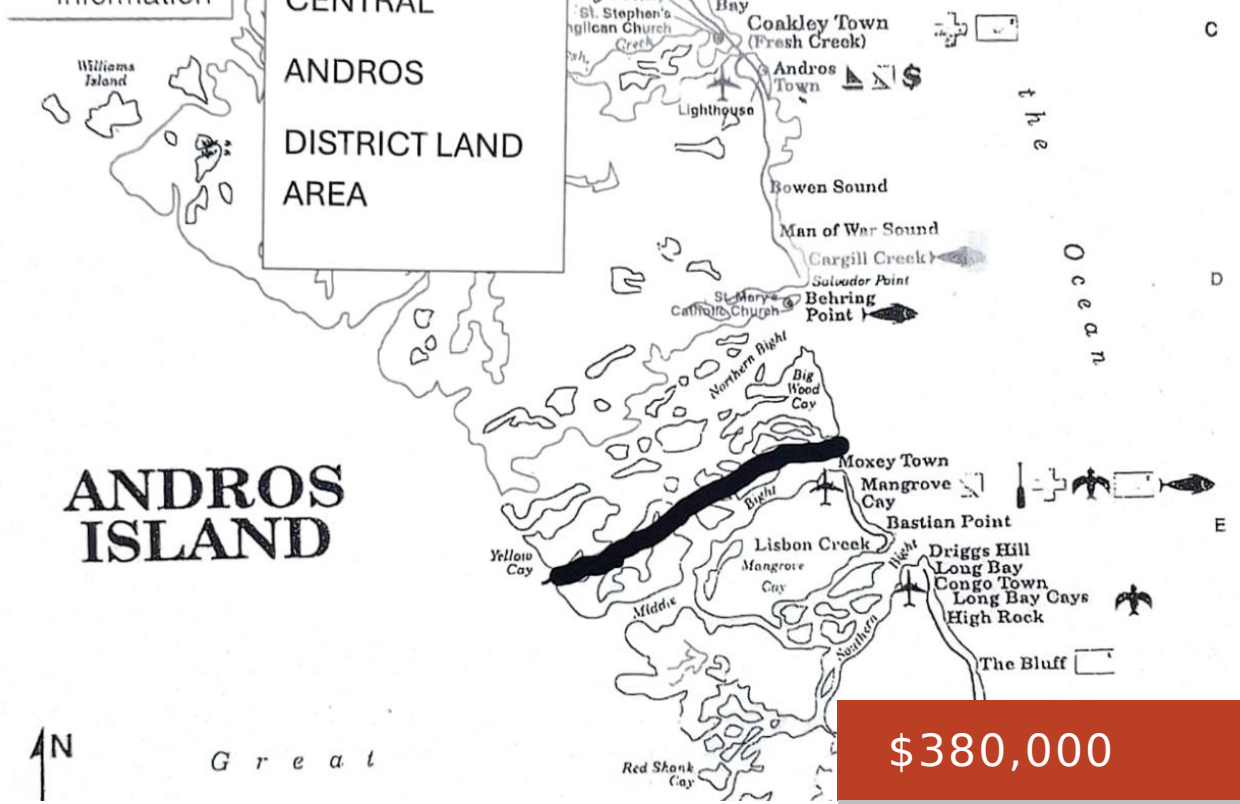 CENTRAL
ANDROS
DISTRICT LAND
AREA
Williams
Island
Bay
St. Stephen's
Anglican Church
Creek
Coakley Town
(Fresh Creek)
Andros
Town
$
Lighthouse
C
the
Bowen Sound
Man of War Sound
Cargill Creek
Salvador Point
St. Mary's
Catholic Church
Behring
Point
Ocean
D
Northern Bight
Big
Wood
Cay
ANDROS
ISLAND
Moxey Town
Mangrove
Cay
Bight
Bastian Point
E
Yellow
Cay
Lisbon Creek
Mangrove
Cay
Bight
Driggs Hill
Long Bay
Congo Town
Long Bay Cays
High Rock
Middle
Southern
The Bluff
N
Great
Red Shank
Cay
$380,000